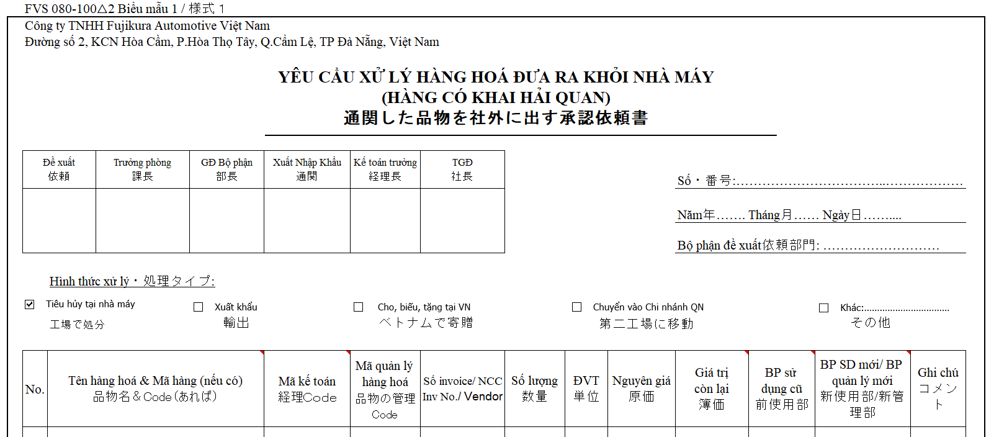 FVS 080-100△2 Biểu mẫu 1 / 様式 1
Công ty TNHH Fujikura Automotive Việt Nam
Đường số 2, KCN Hòa Cầm, P.Hòa Thọ Tây, Q.Cẩm Lệ, TP Đà Nẵng, Việt Nam
YÊU CẦU XỬ LÝ HÀNG HOÁ ĐƯA RA KHỎI NHÀ MÁY
(HÀNG CÓ KHAI HẢI QUAN)
通関した品物を社外に出す承認依頼書
Đề xuất
依頼
Trưởng phòng
課長
GĐ Bộ phận
部長
Xuất Nhập Khẩu
通関
Kế toán trưởng
経理長
TGĐ
社長
Số・番号:……………………………..………………
Năm年……. Tháng月…… Ngày日……....
Bộ phận đề xuất依頼部門: ………………………
Hình thức xử lý・処理タイプ:
Tiêu hủy tại nhà máy
工場で処分
Xuất khẩu
輸出
Cho, biếu, tặng tại VN
ベトナムで寄贈
Chuyển vào Chi nhánh QN
第二工場に移動
Khác:.................................
その他
No.
Tên hàng hoá & Mã hàng (nếu có)
品物名＆Code(あれば)
Mã kế toán
経理Code
Mã quản lý
hàng hoá
品物の管理
Code
Số invoice/ NCC
Inv No./ Vendor
Số lượng
数量
ĐVT
単位
Nguyên giá
原価
Giá trị
còn lại
簿価
BP sử
dụng cũ
前使用部
BP SD mới/ BP
quản lý mới
新使用部/新管
理部
Ghi chú
コメン
ト